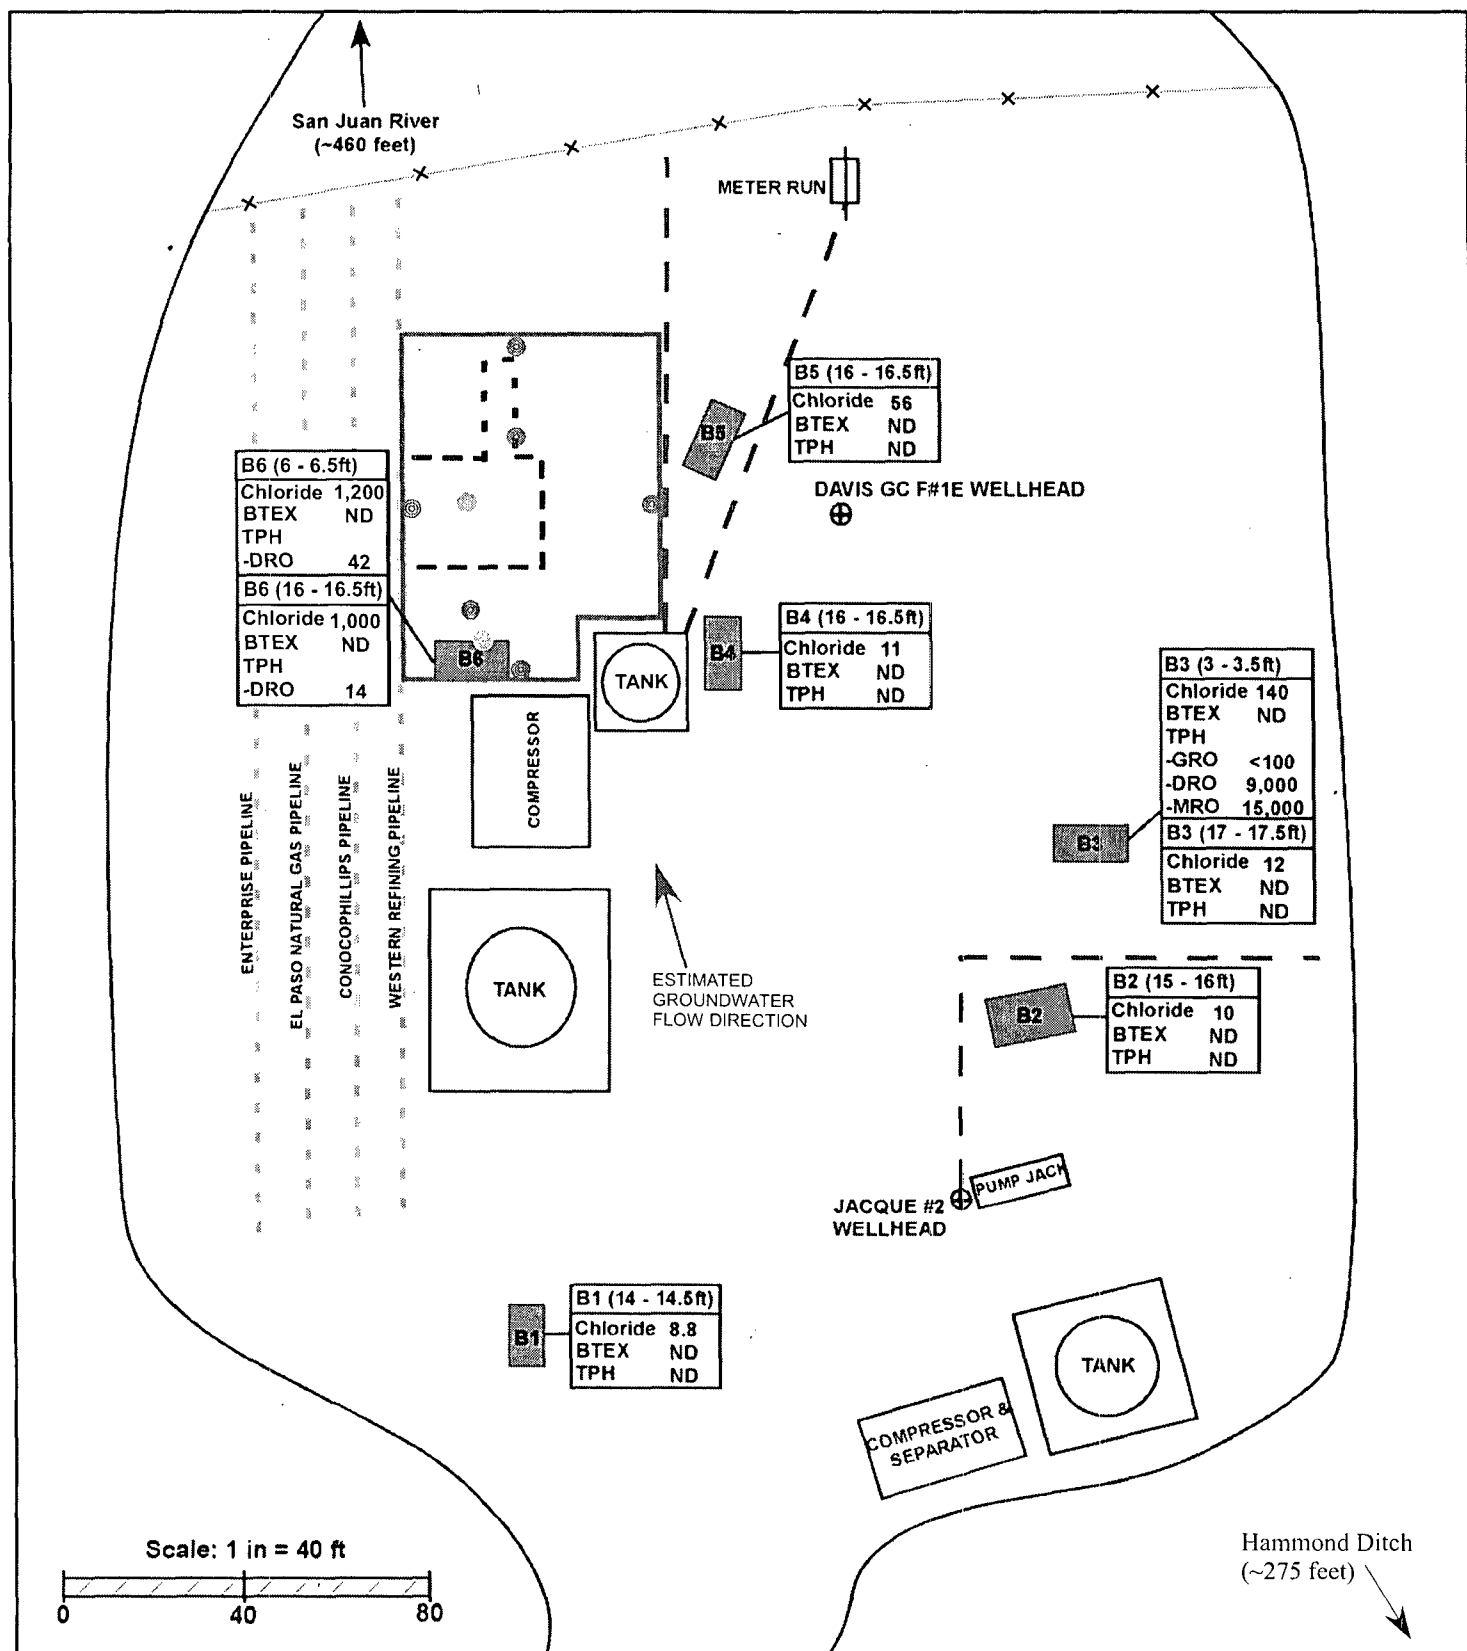 San Juan River
(~460 feet)
METER RUN
B5 (16 - 16.5ft)
Chloride 56
BTEX ND
TPH ND
B5
DAVIS GC F#1E WELLHEAD
B6 (6 - 6.5ft)
Chloride 1,200
BTEX ND
TPH
-DRO 42
B6 (16 - 16.5ft)
Chloride 1,000
BTEX ND
TPH
-DRO 14
B6
TANK
B4
B4 (16 - 16.5ft)
Chloride 11
BTEX ND
TPH ND
B3 (3 - 3.5ft)
Chloride 140
BTEX ND
TPH
-GRO <100
-DRO 9,000
-MRO 15,000
B3 (17 - 17.5ft)
Chloride 12
BTEX ND
TPH ND
B3
COMPRESSOR
ENTERPRISE PIPELINE
EL PASO NATURAL GAS PIPELINE
CONOCOPHILLIPS PIPELINE
WESTERN REFINING PIPELINE
TANK
ESTIMATED
GROUNDWATER
FLOW DIRECTION
B2
B2 (15 - 16ft)
Chloride 10
BTEX ND
TPH ND
PUMP JACK
JACQUE #2
WELLHEAD
B1
B1 (14 - 14.5ft)
Chloride 8.8
BTEX ND
TPH ND
TANK
COMPRESSOR &
SEPARATOR
Scale: 1 in = 40 ft
0 40 80
Hammond Ditch
(~275 feet)